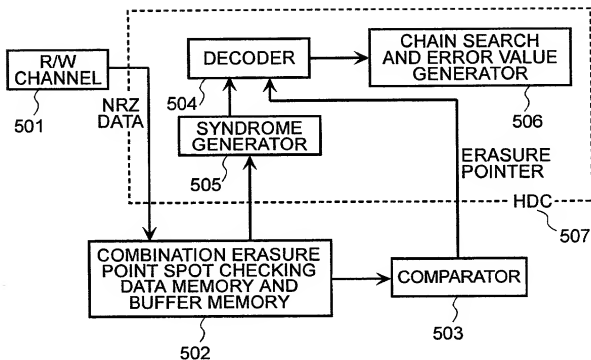 R/W
CHANNEL
501
NRZ
DATA
DECODER
504
CHAIN SEARCH
AND ERROR VALUE
GENERATOR
506
SYNDROME
GENERATOR
505
ERASURE
POINTER
HDC
507
COMBINATION ERASURE
POINT SPOT CHECKING
DATA MEMORY AND
BUFFER MEMORY
502
COMPARATOR
503